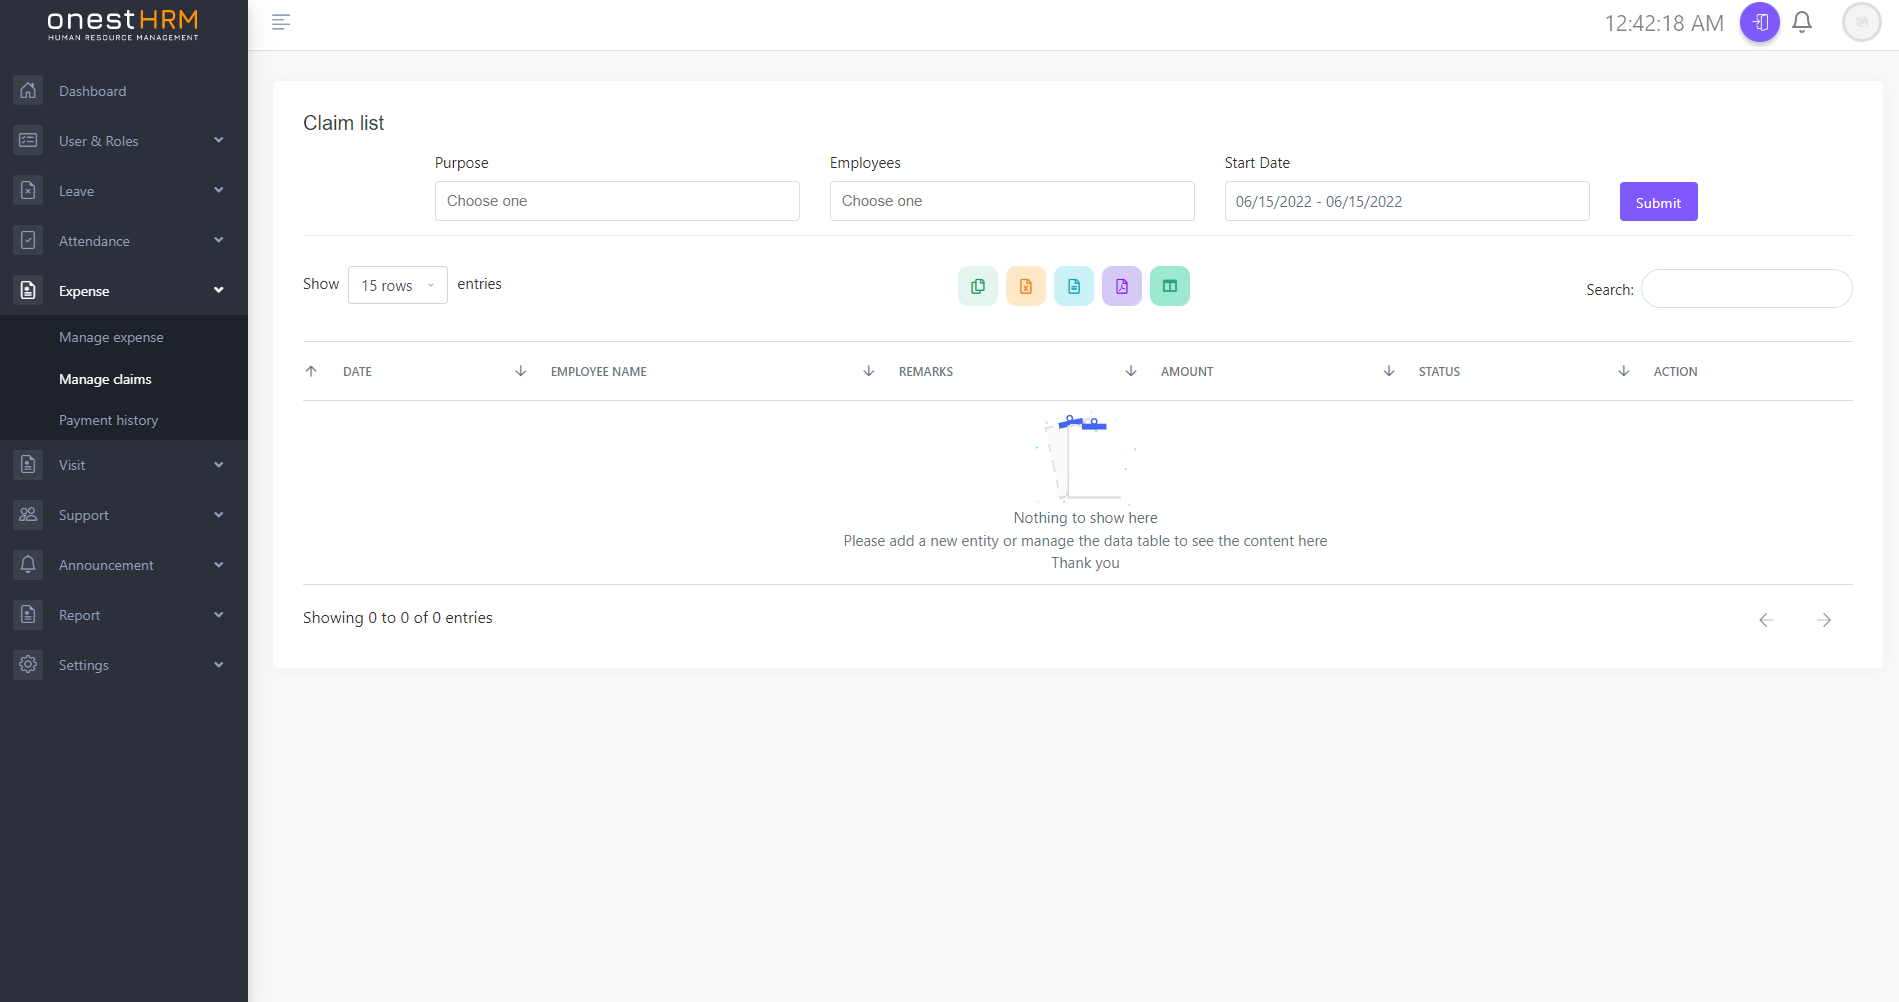 onestHRM
HUMAN RESOURCE MANAGEMENT
12:42:18 AM
Dashboard
User & Roles
Leave
Attendance
Expense
Manage expense
Manage claims
Payment history
Visit
Support
Announcement
Report
Settings
Claim list
Purpose
Employees
Start Date
Choose one
Choose one
06/15/2022 - 06/15/2022
Submit
Show 15 rows entries
Search:
DATE EMPLOYEE NAME REMARKS AMOUNT STATUS ACTION
Nothing to show here
Please add a new entity or manage the data table to see the content here
Thank you
Showing 0 to 0 of 0 entries